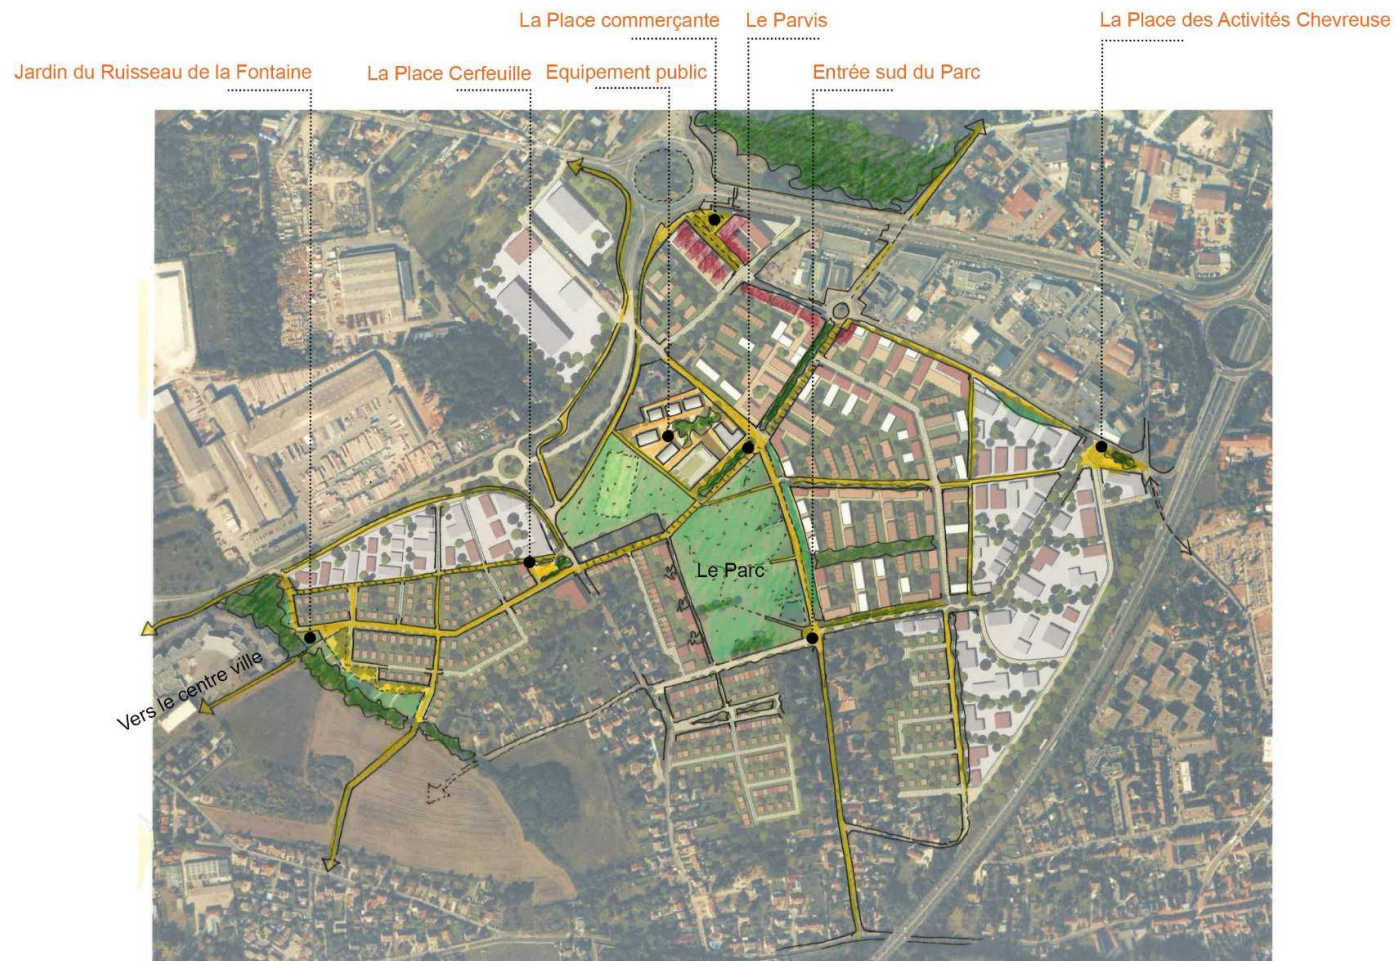 La Place commerçante
Le Parvis
La Place des Activités Chevreuse
Jardin du Ruisseau de la Fontaine
La Place Cerfeuille
Equipement public
Entrée sud du Parc
Le Parc
Vers le centre ville